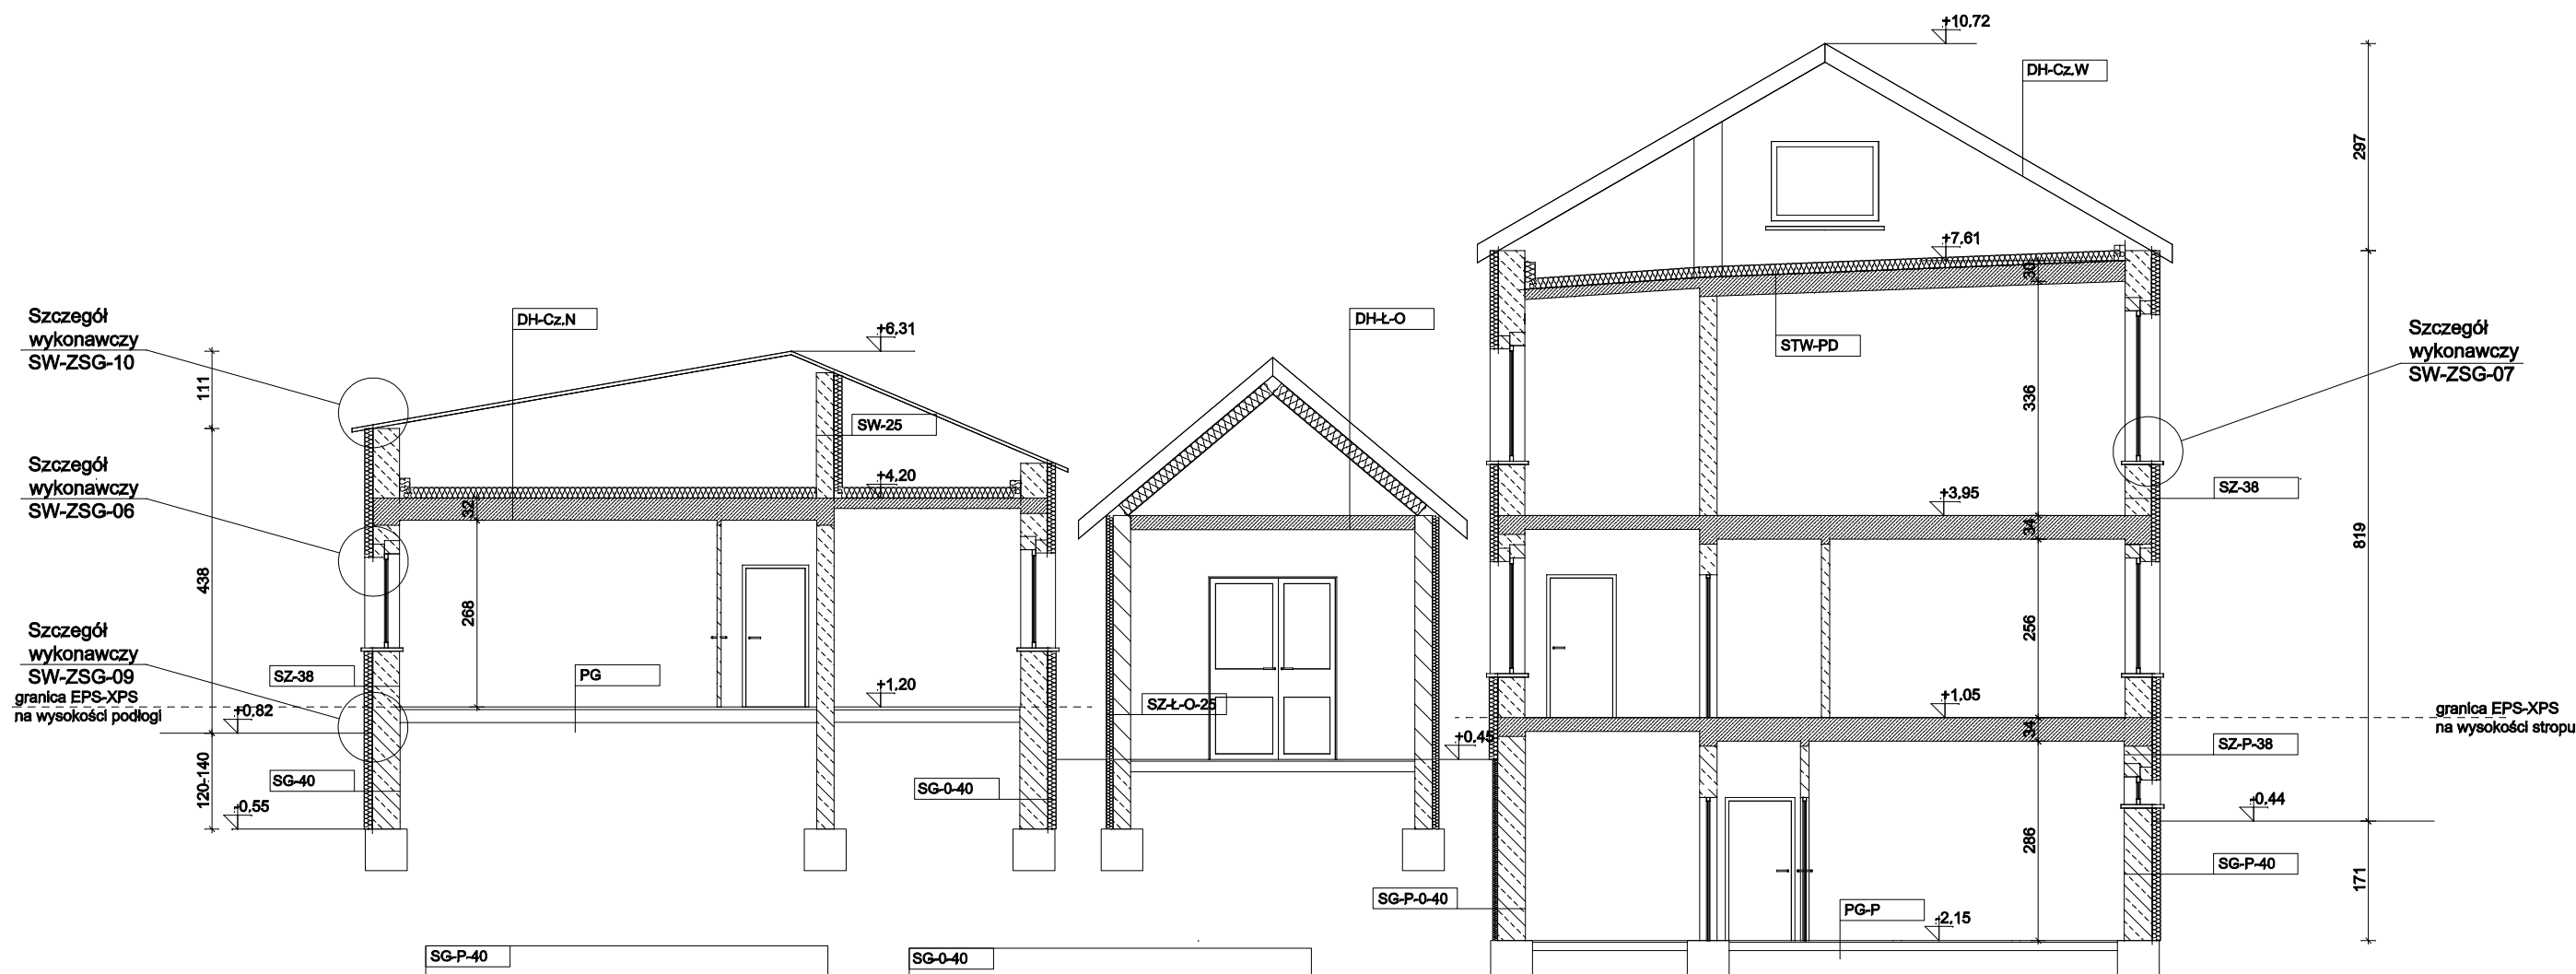 +10,72
DH-Cz.W
297
+7,61
30
Szczegół
wykonawczy
SW-ZSG-10
DH-Cz.N
+6,31
DH-Ł-O
STW-PD
Szczegół
wykonawczy
SW-ZSG-07
111
336
SW-25
Szczegół
wykonawczy
SW-ZSG-06
+4,20
32
+3,95
SZ-38
34
819
438
268
256
Szczegół
wykonawczy
SW-ZSG-09
granica EPS-XPS
na wysokości podłogi
SZ-38
PG
+1,20
SZ-Ł-O-25
+1,05
granica EPS-XPS
na wysokości stropu
+0,82
+0,45
34
SZ-P-38
120-140
SG-40
SG-0-40
-0,44
-0,55
286
SG-P-40
171
SG-P-0-40
PG-P
-2,15
SG-P-40
SG-0-40